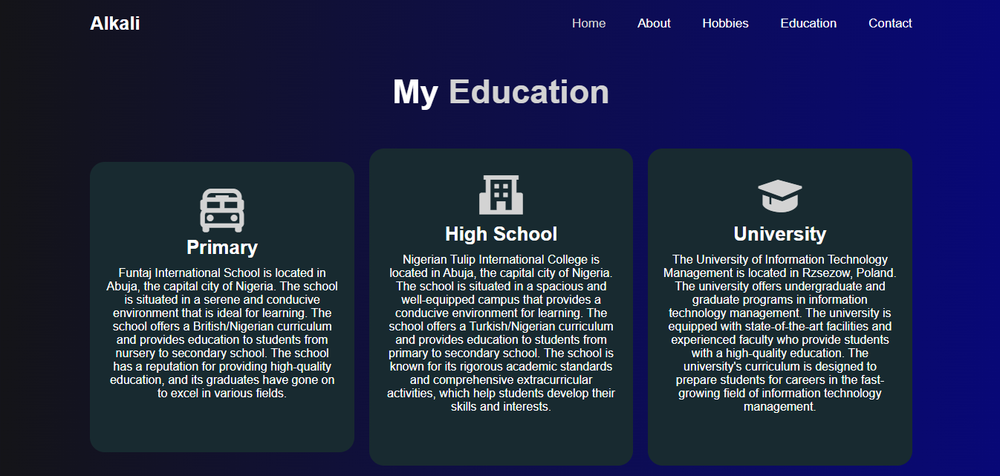 Alkali
Home
About
Hobbies
Education
Contact
My Education
Primary
Funtaj International School is located in
Abuja, the capital city of Nigeria. The school
is situated in a serene and conducive
environment that is ideal for learning. The
school offers a British/Nigerian curriculum
and provides education to students from
nursery to secondary school. The school
has a reputation for providing high-quality
education, and its graduates have gone on
to excel in various fields.
High School
Nigerian Tulip International College is
located in Abuja, the capital city of Nigeria.
The school is situated in a spacious and
well-equipped campus that provides a
conducive environment for learning. The
school offers a Turkish/Nigerian curriculum
and provides education to students from
primary to secondary school. The school is
known for its rigorous academic standards
and comprehensive extracurricular
activities, which help students develop their
skills and interests.
University
The University of Information Technology
Management is located in Rzsezow, Poland.
The university offers undergraduate and
graduate programs in information
technology management. The university is
equipped with state-of-the-art facilities and
experienced faculty who provide students
with a high-quality education. The
university's curriculum is designed to
prepare students for careers in the fast-
growing field of information technology
management.